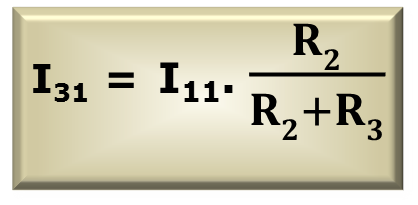 I₃₁ = I₁₁. R₂/(R₂+R₃)